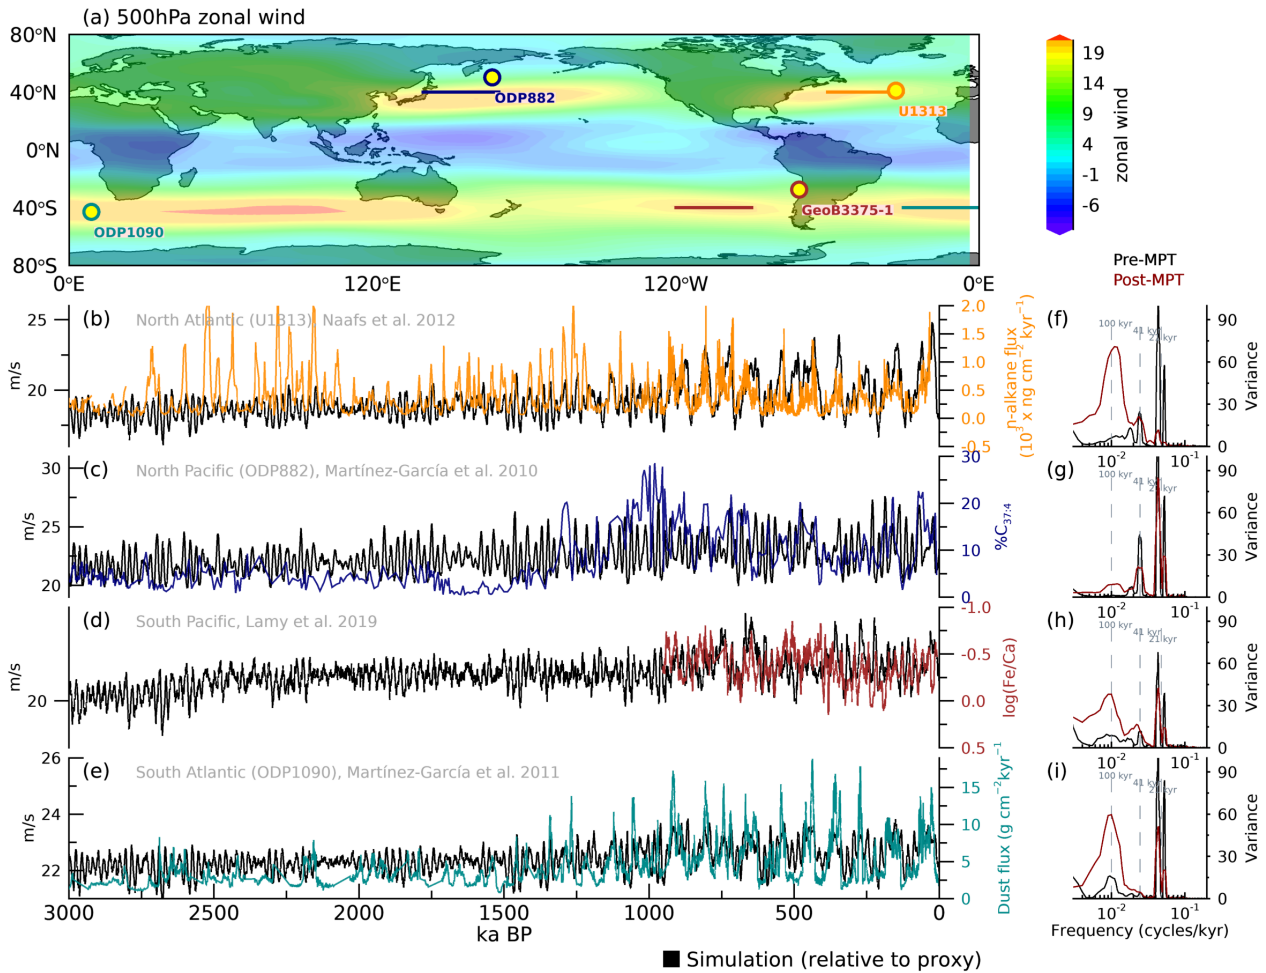 (a) 500hPa zonal wind
80°N
40°N
0°N
40°S
80°S
0°E
120°E
120°W
0°E
ODP882
U1313
GeoB3375-1
ODP1090
19
14
9
4
-1
-6
zonal wind
Pre-MPT
Post-MPT
(b)
North Atlantic (U1313), Naafs et al. 2012
25
20
m/s
2.0
1.5
1.0
0.5
0.0
-0.5
n-alkane flux
(10³ x ng cm⁻² kyr⁻¹)
(f)
100 kyr
41 kyr
21 kyr
90
60
30
0
Variance
10⁻²
10⁻¹
(c)
North Pacific (ODP882), Martínez-García et al. 2010
30
25
20
m/s
30
20
10
0
%C37:4
(g)
100 kyr
41 kyr
21 kyr
90
60
30
0
Variance
10⁻²
10⁻¹
(d)
South Pacific, Lamy et al. 2019
20
m/s
-1.0
-0.5
0.0
0.5
log(Fe/Ca)
(h)
100 kyr
41 kyr
21 kyr
90
60
30
0
Variance
10⁻²
10⁻¹
(e)
South Atlantic (ODP1090), Martínez-García et al. 2011
26
24
22
m/s
15
10
5
0
Dust flux (g cm⁻²kyr⁻¹)
(i)
100 kyr
41 kyr
21 kyr
90
60
30
0
Variance
10⁻²
10⁻¹
Frequency (cycles/kyr)
3000
2500
2000
1500
1000
500
0
ka BP
Simulation (relative to proxy)